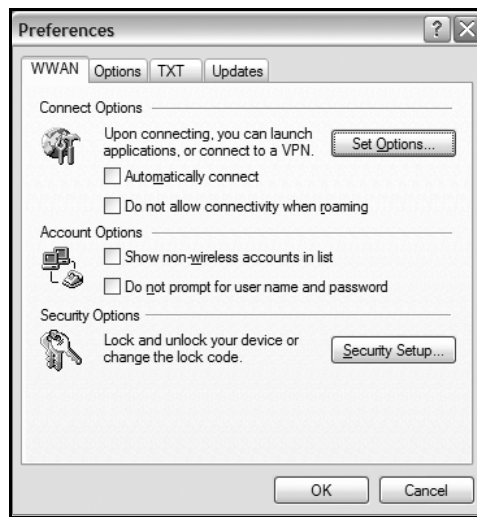 Preferences
WWAN Options TXT Updates
Connect Options
Upon connecting, you can launch
applications, or connect to a VPN.
Set Options...
Automatically connect
Do not allow connectivity when roaming
Account Options
Show non-wireless accounts in list
Do not prompt for user name and password
Security Options
Lock and unlock your device or
change the lock code.
Security Setup...
OK Cancel